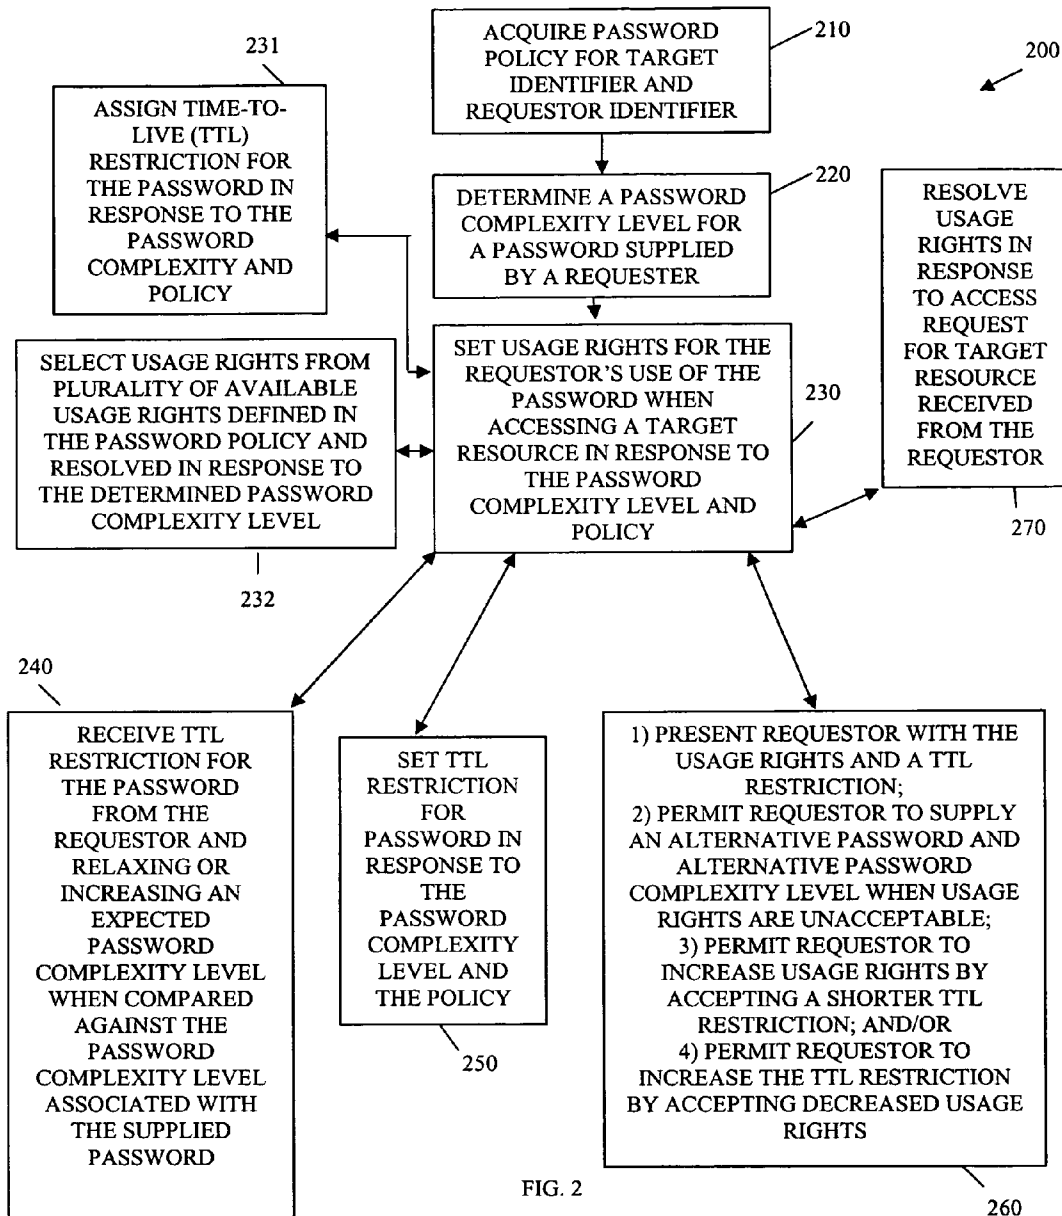 210
ACQUIRE PASSWORD
POLICY FOR TARGET
IDENTIFIER AND
REQUESTOR IDENTIFIER
200
231
ASSIGN TIME-TO-
LIVE (TTL)
RESTRICTION FOR
THE PASSWORD IN
RESPONSE TO THE
PASSWORD
COMPLEXITY AND
POLICY
220
DETERMINE A PASSWORD
COMPLEXITY LEVEL FOR
A PASSWORD SUPPLIED
BY A REQUESTER
RESOLVE
USAGE
RIGHTS IN
RESPONSE
TO ACCESS
REQUEST
FOR TARGET
RESOURCE
RECEIVED
FROM THE
REQUESTOR
270
SELECT USAGE RIGHTS FROM
PLURALITY OF AVAILABLE
USAGE RIGHTS DEFINED IN
THE PASSWORD POLICY AND
RESOLVED IN RESPONSE TO
THE DETERMINED PASSWORD
COMPLEXITY LEVEL
232
SET USAGE RIGHTS FOR THE
REQUESTOR'S USE OF THE
PASSWORD WHEN
ACCESSING A TARGET
RESOURCE IN RESPONSE TO
THE PASSWORD
COMPLEXITY LEVEL AND
POLICY
230
240
RECEIVE TTL
RESTRICTION FOR
THE PASSWORD
FROM THE
REQUESTOR AND
RELAXING OR
INCREASING AN
EXPECTED
PASSWORD
COMPLEXITY LEVEL
WHEN COMPARED
AGAINST THE
PASSWORD
COMPLEXITY LEVEL
ASSOCIATED WITH
THE SUPPLIED
PASSWORD
SET TTL
RESTRICTION
FOR
PASSWORD IN
RESPONSE TO
THE
PASSWORD
COMPLEXITY
LEVEL AND
THE POLICY
250
1) PRESENT REQUESTOR WITH THE
USAGE RIGHTS AND A TTL
RESTRICTION;
2) PERMIT REQUESTOR TO SUPPLY
AN ALTERNATIVE PASSWORD AND
ALTERNATIVE PASSWORD
COMPLEXITY LEVEL WHEN USAGE
RIGHTS ARE UNACCEPTABLE;
3) PERMIT REQUESTOR TO
INCREASE USAGE RIGHTS BY
ACCEPTING A SHORTER TTL
RESTRICTION; AND/OR
4) PERMIT REQUESTOR TO
INCREASE THE TTL RESTRICTION
BY ACCEPTING DECREASED USAGE
RIGHTS
260
FIG. 2